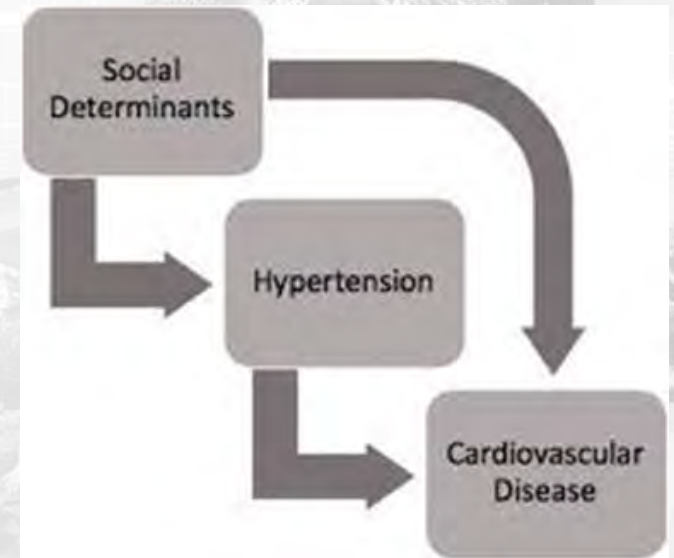 Social
Determinants
Hypertension
Cardiovascular
Disease